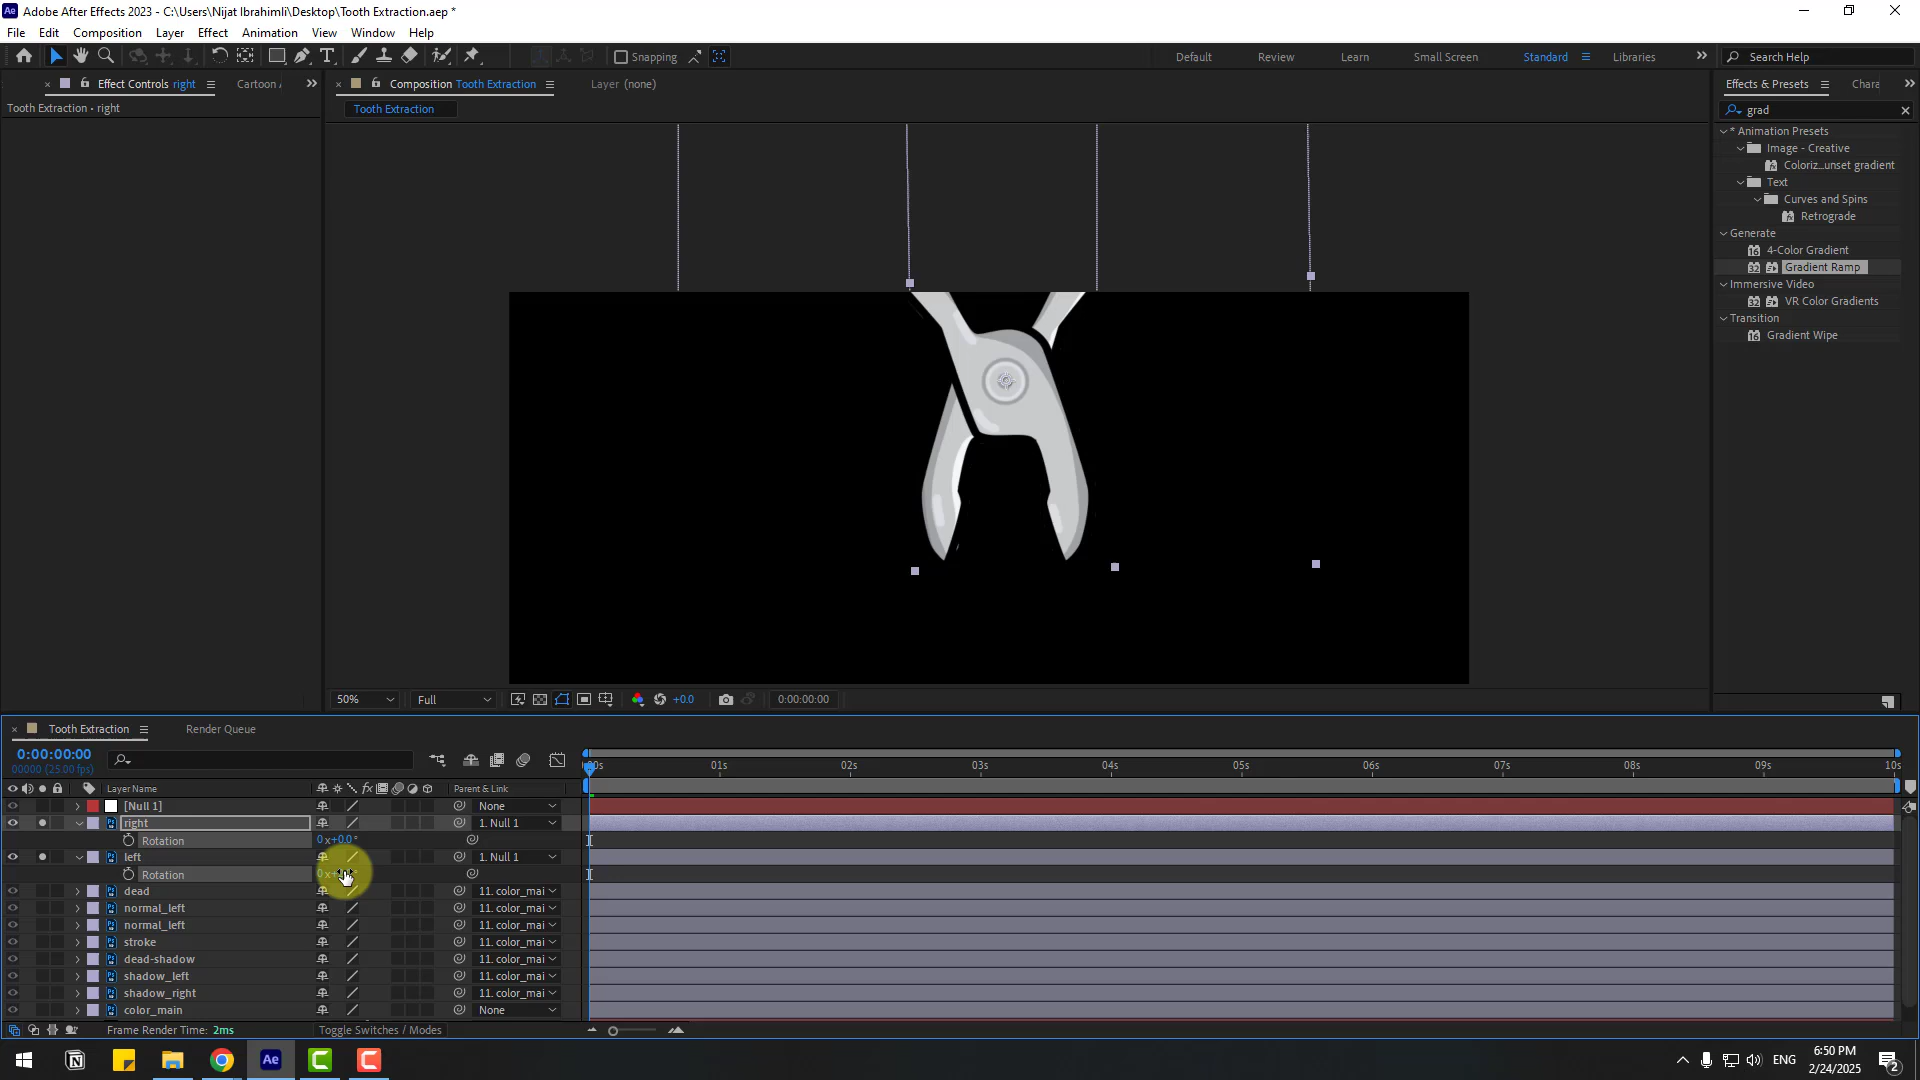 Adobe After Effects 2023 - C:\Users\Nijat Ibrahimli\Desktop\Tooth Extraction.aep *
File Edit Composition Layer Effect Animation View Window Help
Snapping Default Review Learn Small Screen Standard Libraries Search Help
Effect Controls right Cartoon Composition Tooth Extraction Layer (none) Effects & Presets Chara
Tooth Extraction • right Tooth Extraction grad
* Animation Presets
Image - Creative
Coloriz...unset gradient
Text
Curves and Spins
Retrograde
Generate
4-Color Gradient
Gradient Ramp
Immersive Video
VR Color Gradients
Transition
Gradient Wipe
50% Full +0.0 0:00:00:00
Tooth Extraction Render Queue
0:00:00:00
00000 (25.00 fps)
00s 01s 02s 03s 04s 05s 06s 07s 08s 09s 10s
Layer Name Parent & Link
[Null 1] None
right 1. Null 1
Rotation 0x+0.0°
left 1. Null 1
Rotation
dead 11. color_mai
normal_left 11. color_mai
normal_left 11. color_mai
stroke 11. color_mai
dead-shadow 11. color_mai
shadow_left 11. color_mai
shadow_right 11. color_mai
color_main None
Frame Render Time: 2ms Toggle Switches / Modes
ENG 6:50 PM
2/24/2025
2